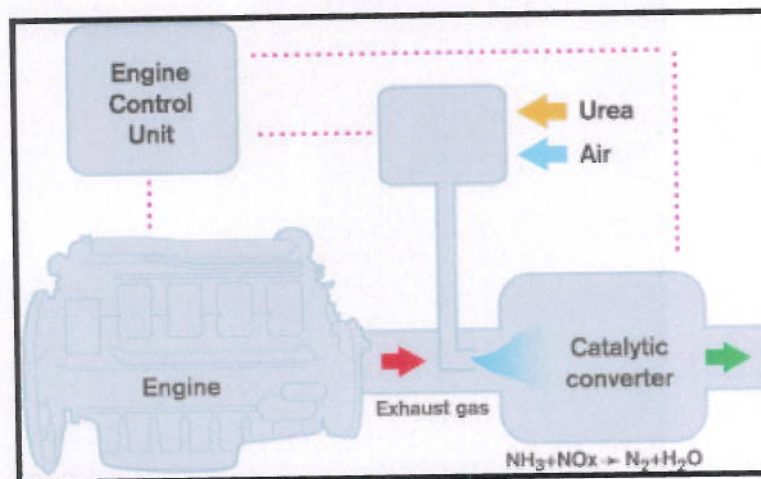 Engine
Control
Unit
Urea
Air
Engine
Exhaust gas
Catalytic
converter
NH₃+NOx → N₂+H₂O